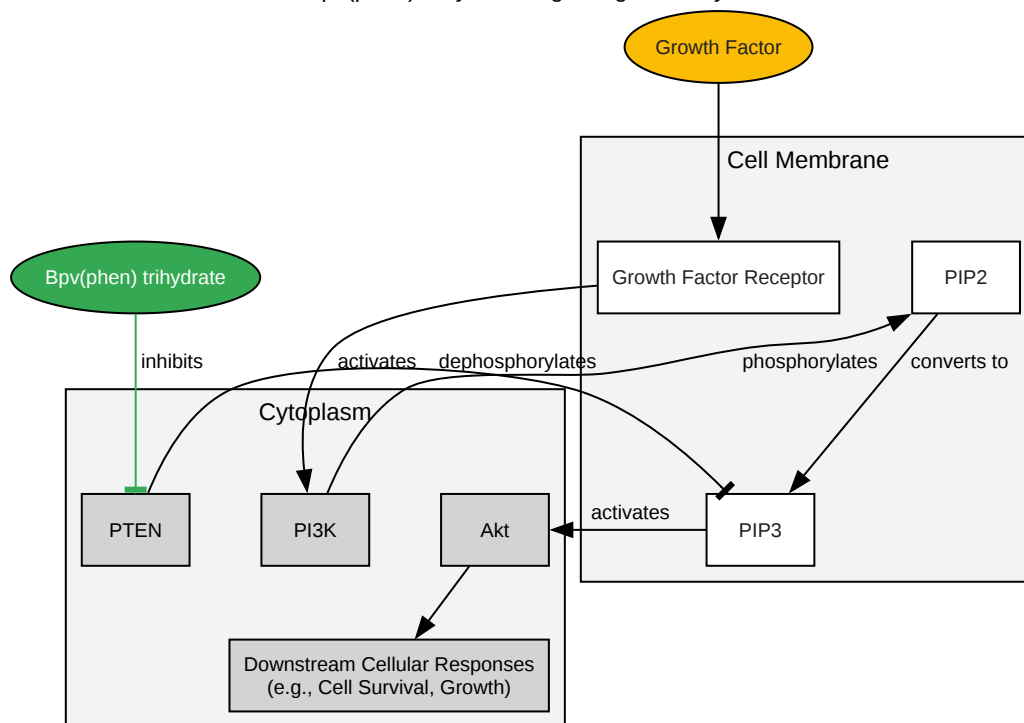 Growth Factor
Cell Membrane
Growth Factor Receptor
PIP2
Bpv(phen) trihydrate
inhibits
activates
dephosphorylates
phosphorylates
converts to
Cytoplasm
activates
PTEN
PI3K
Akt
PIP3
Downstream Cellular Responses
(e.g., Cell Survival, Growth)